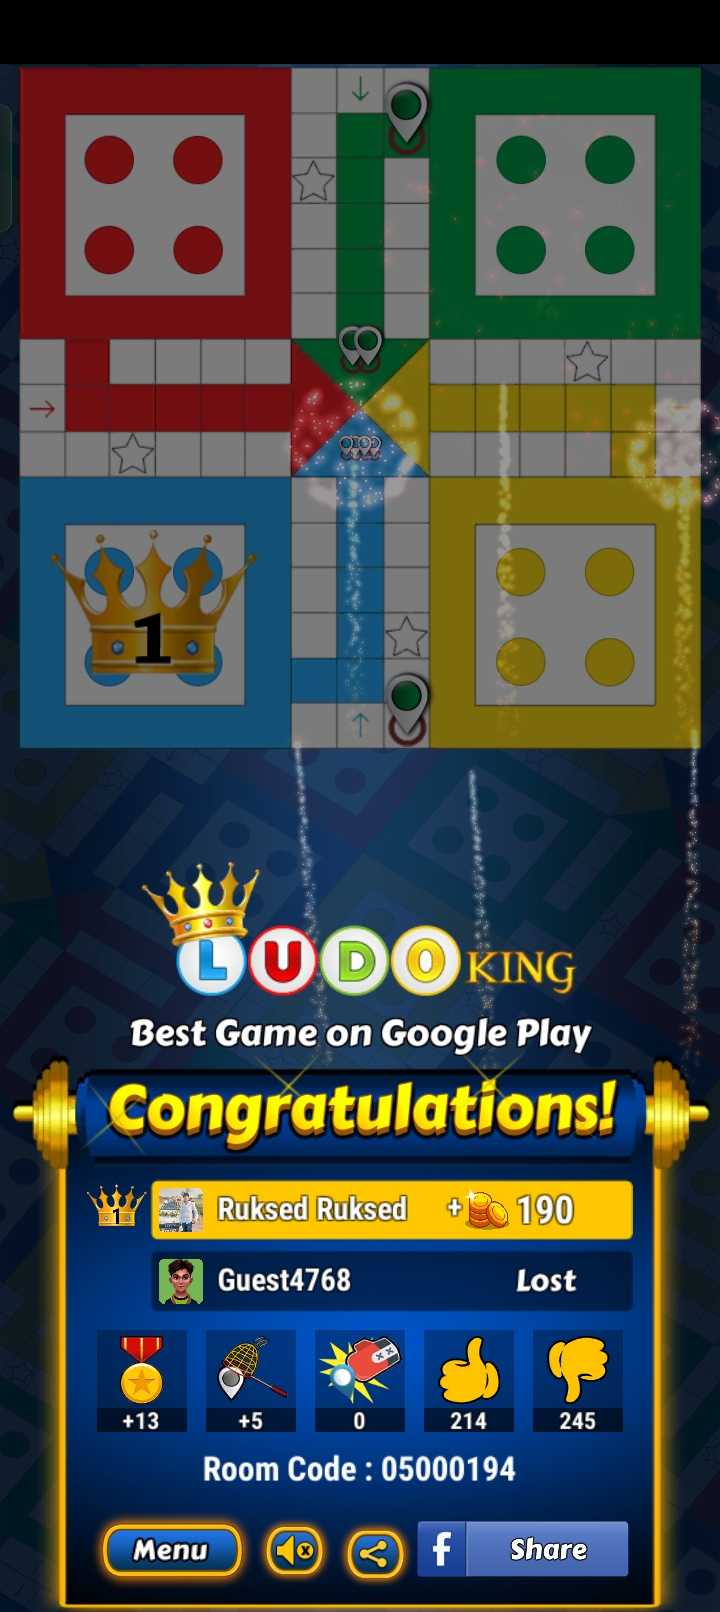 1
LUDO KING
Best Game on Google Play
Congratulations!
1 Ruksed Ruksed + 190
Guest4768 Lost
+13 +5 0 214 245
Room Code : 05000194
Menu f Share